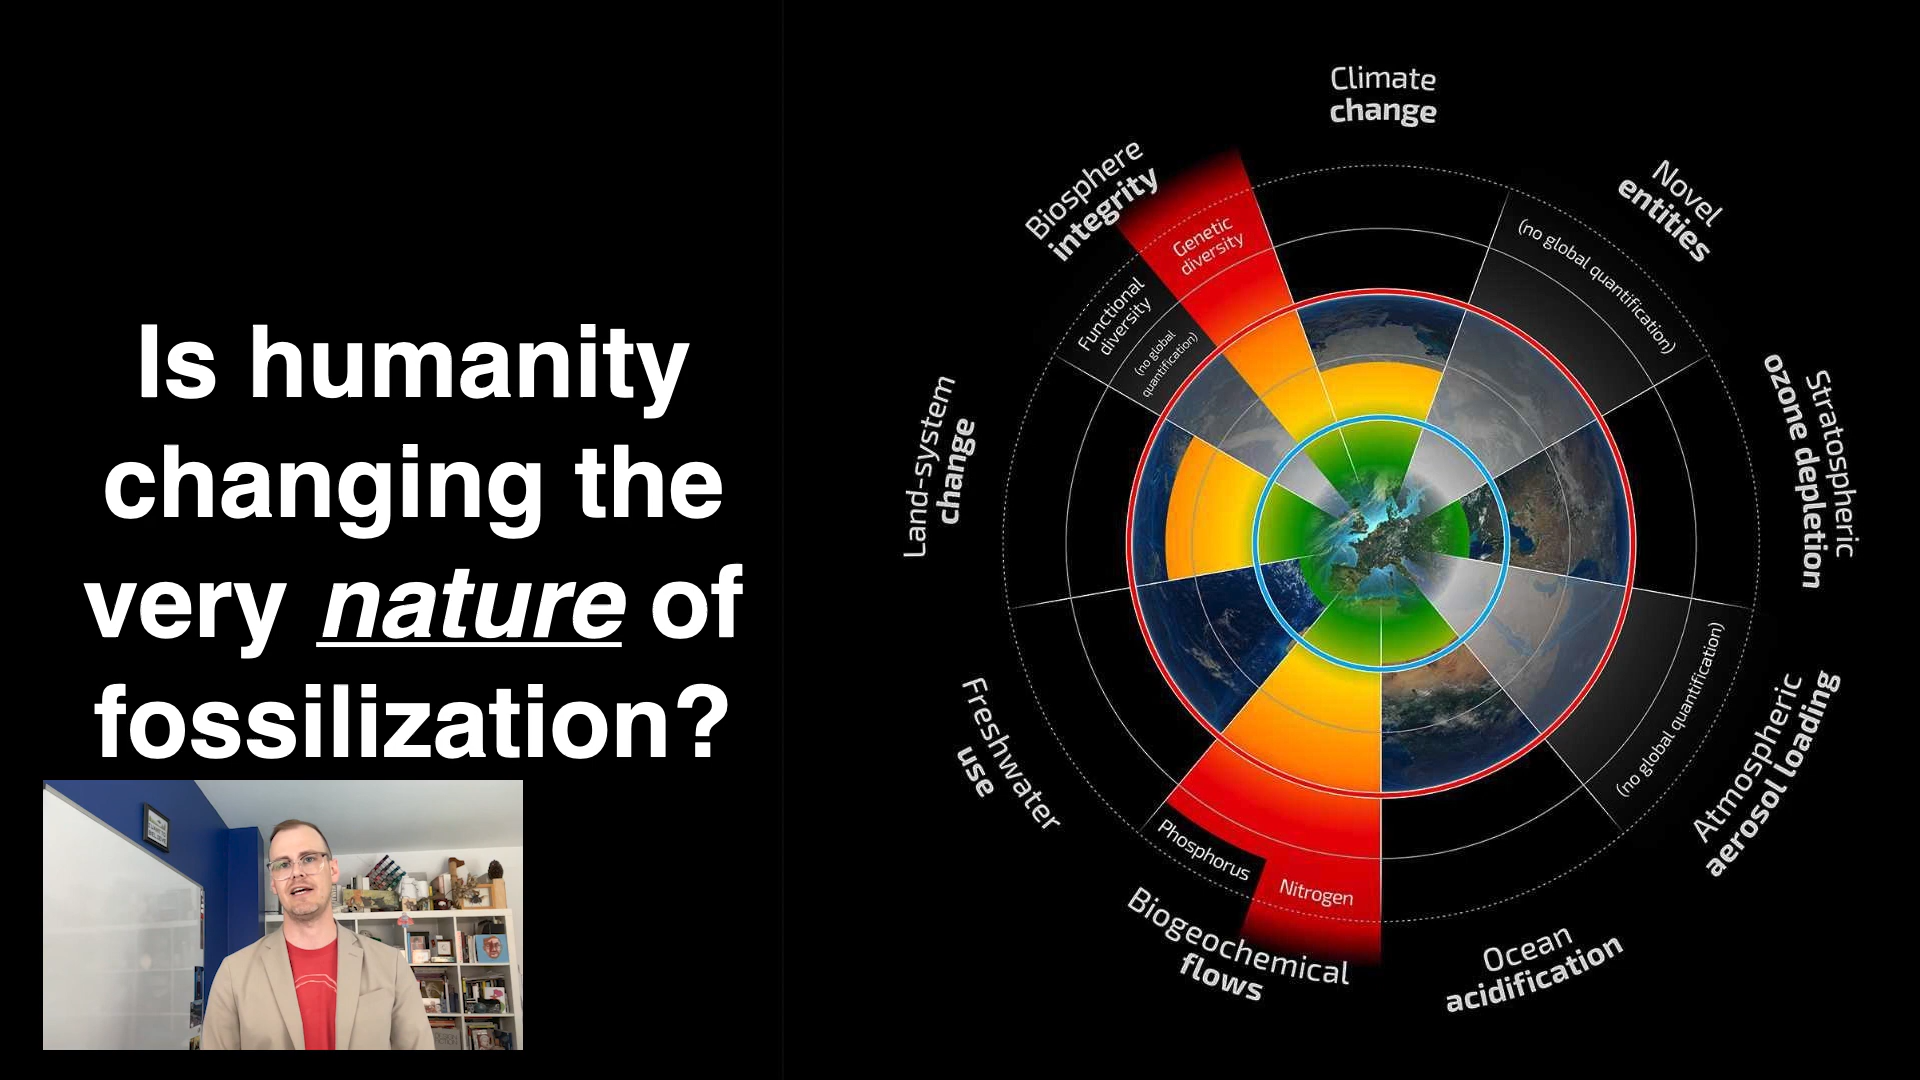 Is humanity
changing the
very nature of
fossilization?
Climate
change
Novel
entities
(no global quantification)
Stratospheric
ozone depletion
Atmospheric
aerosol loading
(no global quantification)
Ocean
acidification
Biogeochemical
flows
Phosphorus
Nitrogen
Freshwater
use
Land-system
change
Biosphere
integrity
Functional
diversity
(no global
quantification)
Genetic
diversity